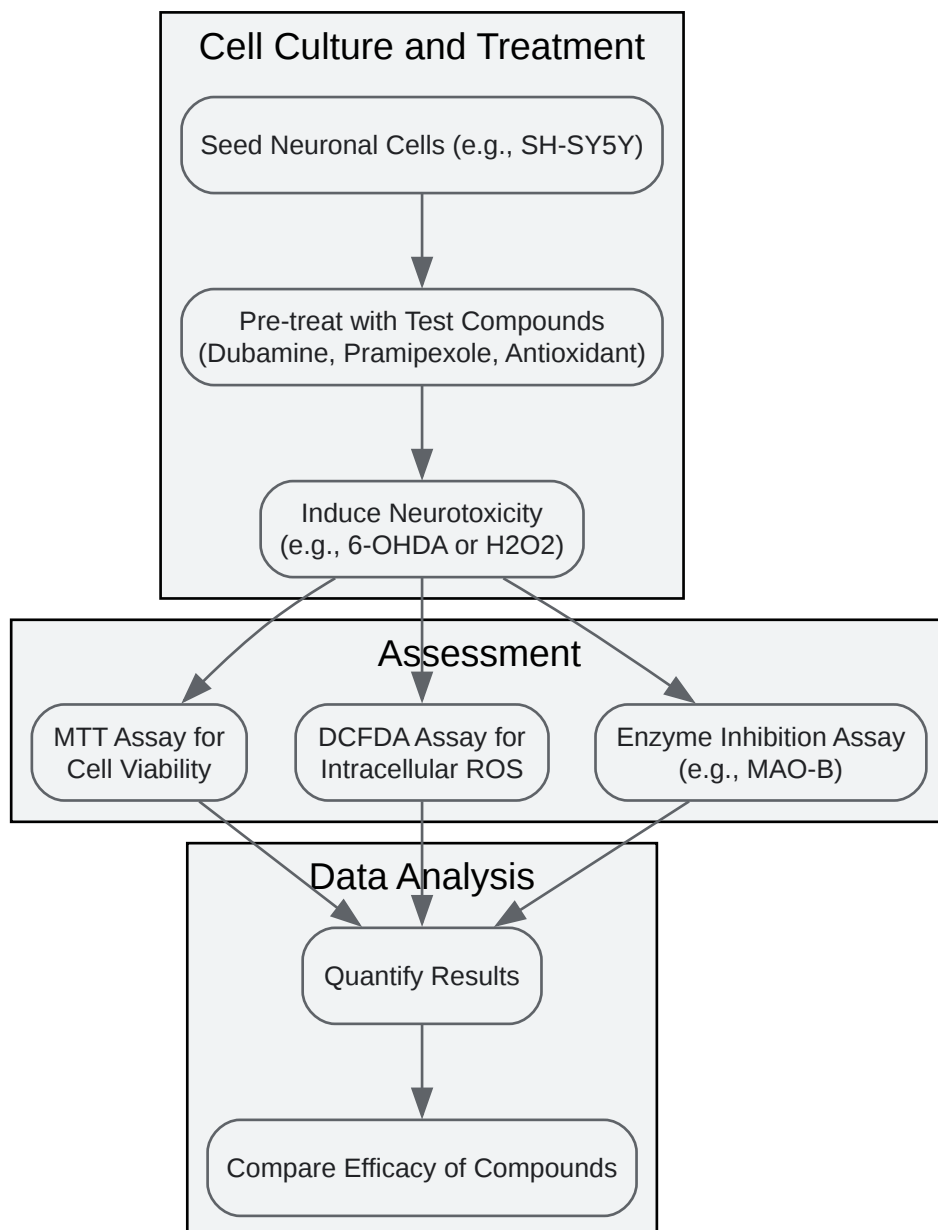 Cell Culture and Treatment
Seed Neuronal Cells (e.g., SH-SY5Y)
Pre-treat with Test Compounds
(Dubamine, Pramipexole, Antioxidant)
Induce Neurotoxicity
(e.g., 6-OHDA or H2O2)
Assessment
MTT Assay for
Cell Viability
DCFDA Assay for
Intracellular ROS
Enzyme Inhibition Assay
(e.g., MAO-B)
Data Analysis
Quantify Results
Compare Efficacy of Compounds